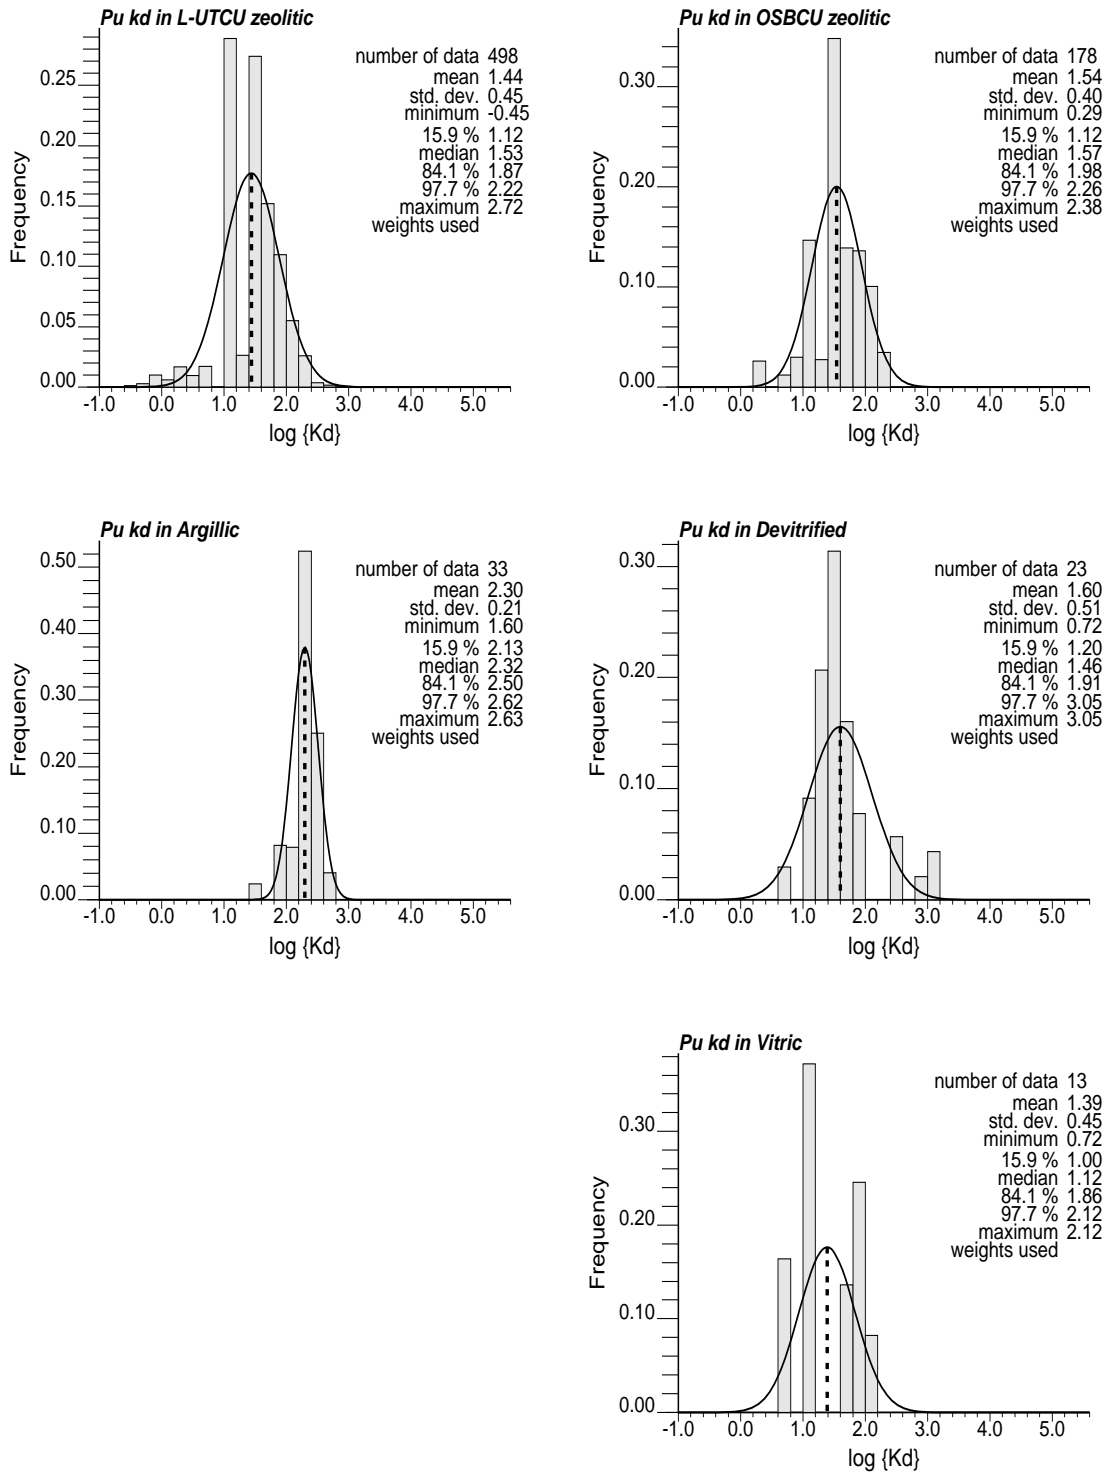 Pu kd in L-UTCU zeolitic
number of data 498
mean 1.44
std. dev. 0.45
minimum -0.45
15.9 % 1.12
median 1.53
84.1 % 1.87
97.7 % 2.22
maximum 2.72
weights used
Frequency
0.25
0.20
0.15
0.10
0.05
0.00
-1.0 0.0 1.0 2.0 3.0 4.0 5.0
log {Kd}
Pu kd in OSBCU zeolitic
number of data 178
mean 1.54
std. dev. 0.40
minimum 0.29
15.9 % 1.12
median 1.57
84.1 % 1.98
97.7 % 2.26
maximum 2.38
weights used
Frequency
0.30
0.20
0.10
0.00
-1.0 0.0 1.0 2.0 3.0 4.0 5.0
log {Kd}
Pu kd in Argillic
number of data 33
mean 2.30
std. dev. 0.21
minimum 1.60
15.9 % 2.13
median 2.32
84.1 % 2.50
97.7 % 2.62
maximum 2.63
weights used
Frequency
0.50
0.40
0.30
0.20
0.10
0.00
-1.0 0.0 1.0 2.0 3.0 4.0 5.0
log {Kd}
Pu kd in Devitrified
number of data 23
mean 1.60
std. dev. 0.51
minimum 0.72
15.9 % 1.20
median 1.46
84.1 % 1.91
97.7 % 3.05
maximum 3.05
weights used
Frequency
0.30
0.20
0.10
0.00
-1.0 0.0 1.0 2.0 3.0 4.0 5.0
log {Kd}
Pu kd in Vitric
number of data 13
mean 1.39
std. dev. 0.45
minimum 0.72
15.9 % 1.00
median 1.12
84.1 % 1.86
97.7 % 2.12
maximum 2.12
weights used
Frequency
0.30
0.20
0.10
0.00
-1.0 0.0 1.0 2.0 3.0 4.0 5.0
log {Kd}